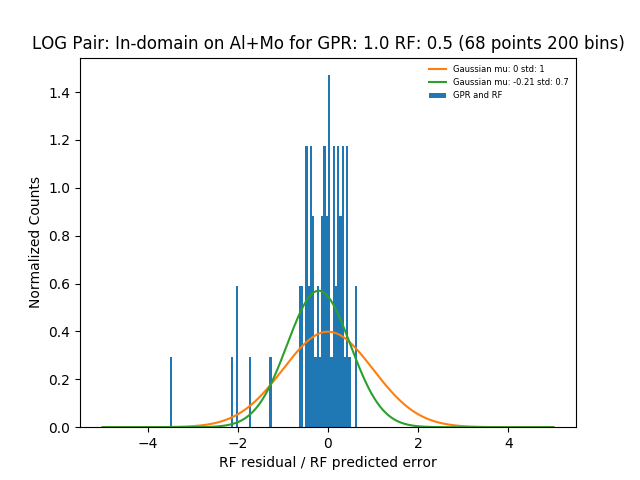 LOG Pair: In-domain on Al+Mo for GPR: 1.0 RF: 0.5 (68 points 200 bins)
Gaussian mu: 0 std: 1
Gaussian mu: -0.21 std: 0.7
GPR and RF
Normalized Counts
1.4
1.2
1.0
0.8
0.6
0.4
0.2
0.0
−4
−2
0
2
4
RF residual / RF predicted error